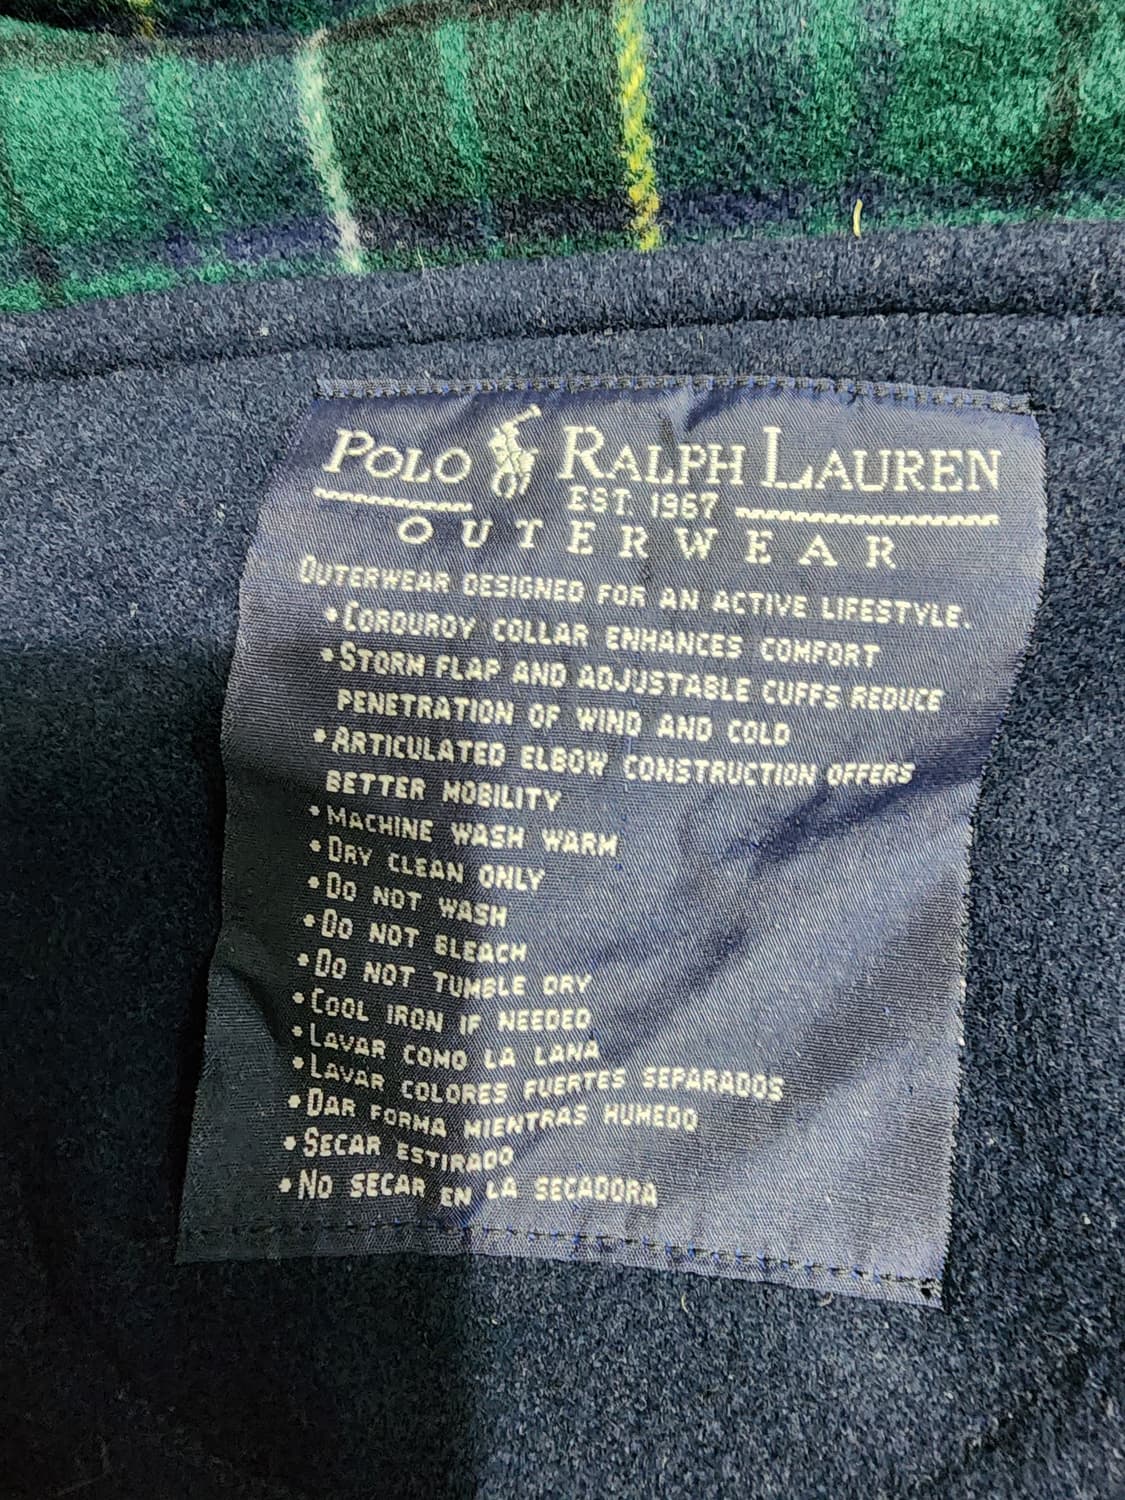 POLO RALPH LAUREN
EST. 1967
OUTERWEAR
OUTERWEAR DESIGNED FOR AN ACTIVE LIFESTYLE.
•CORDUROY COLLAR ENHANCES COMFORT
•STORM FLAP AND ADJUSTABLE CUFFS REDUCE
PENETRATION OF WIND AND COLD
•ARTICULATED ELBOW CONSTRUCTION OFFERS
BETTER MOBILITY
•MACHINE WASH WARM
•DRY CLEAN ONLY
•DO NOT WASH
•DO NOT BLEACH
•DO NOT TUMBLE DRY
•COOL IRON IF NEEDED
•LAVAR COMO LA LANA
•LAVAR COLORES FUERTES SEPARADOS
•DAR FORMA MIENTRAS HUMEDO
•SECAR ESTIRADO
•NO SECAR EN LA SECADORA